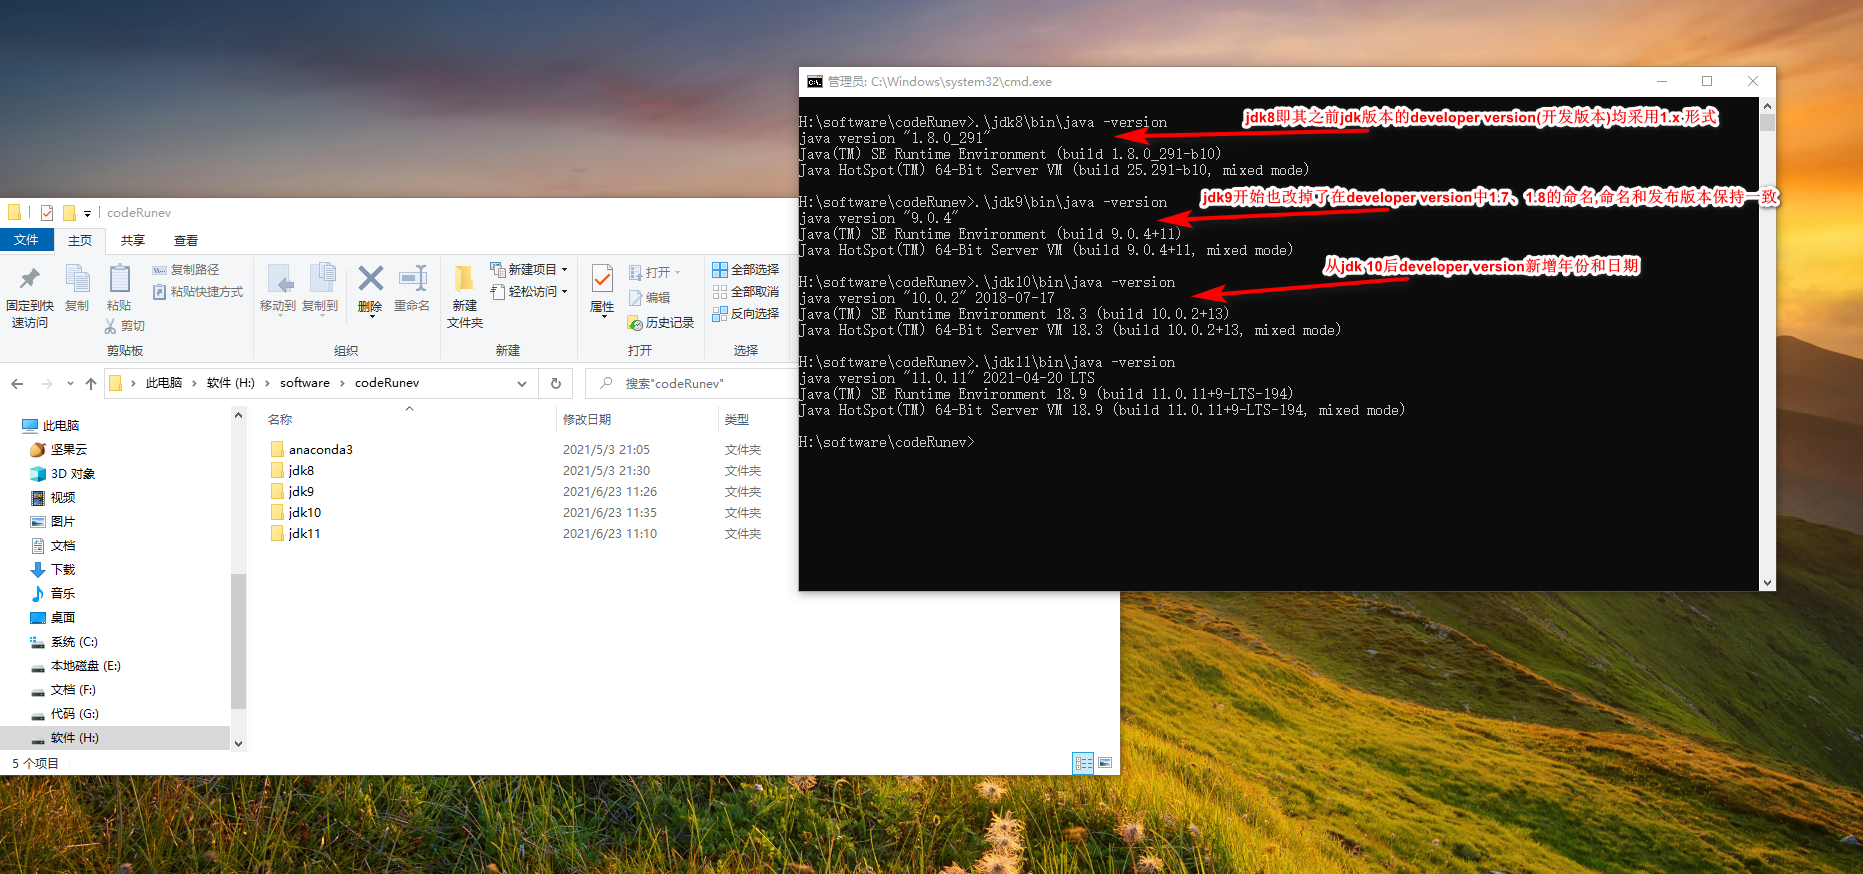 codeRunev
文件 主页 共享 查看
固定到快速访问
复制
粘贴
复制路径
粘贴快捷方式
剪切
剪贴板
移动到
复制到
删除
重命名
组织
新建文件夹
新建项目
轻松访问
新建
属性
打开
编辑
历史记录
打开
全部选择
全部取消
反向选择
选择
此电脑 › 软件 (H:) › software › codeRunev
搜索"codeRunev"
此电脑
坚果云
3D 对象
视频
图片
文档
下载
音乐
桌面
系统 (C:)
本地磁盘 (E:)
文档 (F:)
代码 (G:)
软件 (H:)
名称 修改日期 类型
anaconda3 2021/5/3 21:05 文件夹
jdk8 2021/5/3 21:30 文件夹
jdk9 2021/6/23 11:26 文件夹
jdk10 2021/6/23 11:35 文件夹
jdk11 2021/6/23 11:10 文件夹
5 个项目
管理员: C:\Windows\system32\cmd.exe
H:\software\codeRunev>.\jdk8\bin\java -version
jdk8即其之前jdk版本的developer version(开发版本)均采用1.x 形式
java version "1.8.0_291"
Java(TM) SE Runtime Environment (build 1.8.0_291-b10)
Java HotSpot(TM) 64-Bit Server VM (build 25.291-b10, mixed mode)
H:\software\codeRunev>.\jdk9\bin\java -version
jdk9开始也改掉了在developer version中1.7、1.8的命名,命名和发布版本保持一致
java version "9.0.4"
Java(TM) SE Runtime Environment (build 9.0.4+11)
Java HotSpot(TM) 64-Bit Server VM (build 9.0.4+11, mixed mode)
从jdk 10后developer version新增年份和日期
H:\software\codeRunev>.\jdk10\bin\java -version
java version "10.0.2" 2018-07-17
Java(TM) SE Runtime Environment 18.3 (build 10.0.2+13)
Java HotSpot(TM) 64-Bit Server VM 18.3 (build 10.0.2+13, mixed mode)
H:\software\codeRunev>.\jdk11\bin\java -version
java version "11.0.11" 2021-04-20 LTS
Java(TM) SE Runtime Environment 18.9 (build 11.0.11+9-LTS-194)
Java HotSpot(TM) 64-Bit Server VM 18.9 (build 11.0.11+9-LTS-194, mixed mode)
H:\software\codeRunev>